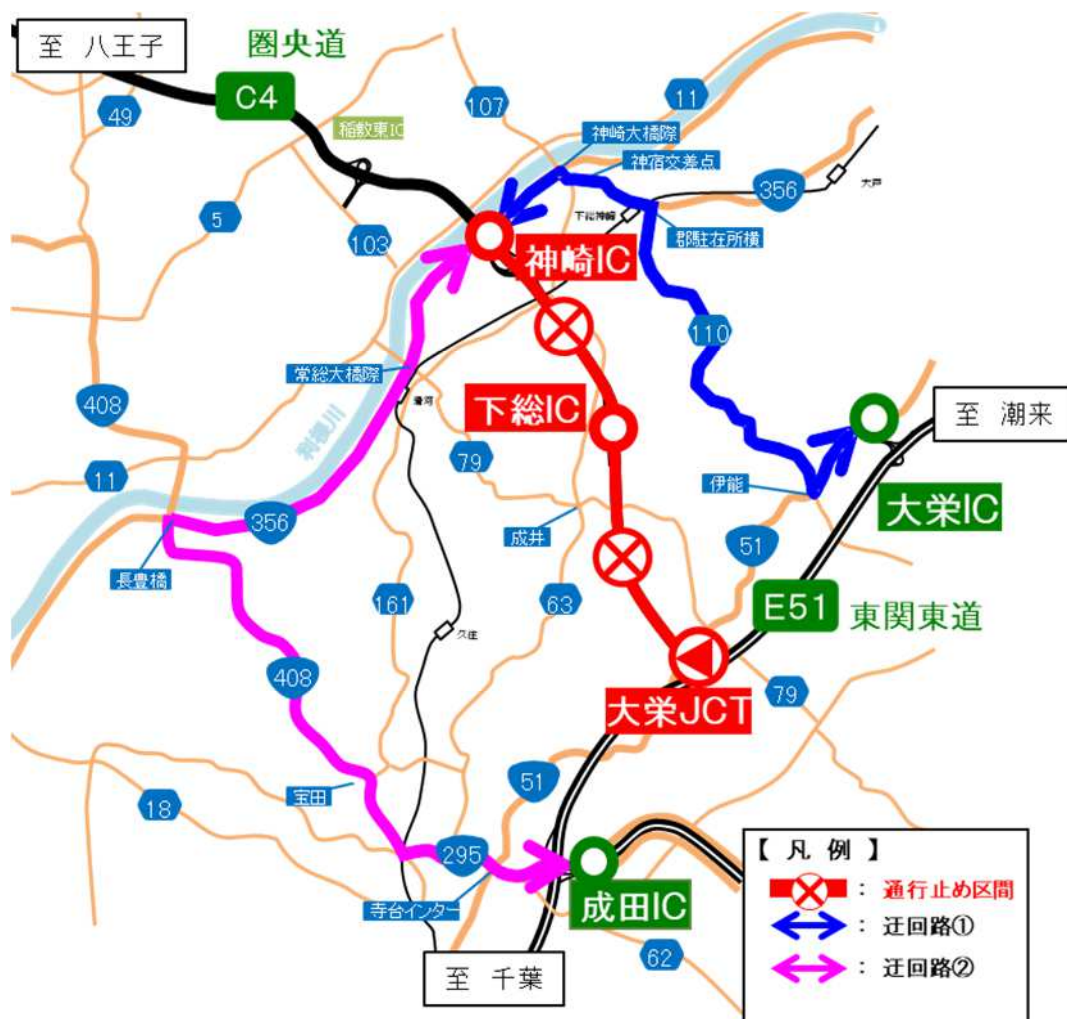 至 八王子
圏央道
C4
49
107
11
稲敷東IC
神崎大橋際
神宿交差点
大戸
356
5
103
下総神崎
郡駐在所横
神崎IC
110
常総大橋際
滑河
下総IC
408
至 潮来
利根川
79
11
伊能
大栄IC
356
成井
51
長豊橋
E51
東関東道
161
63
久住
408
大栄JCT
79
51
宝田
18
295
成田IC
寺台インター
62
至 千葉
【 凡 例 】
: 通行止め区間
: 迂回路①
: 迂回路②